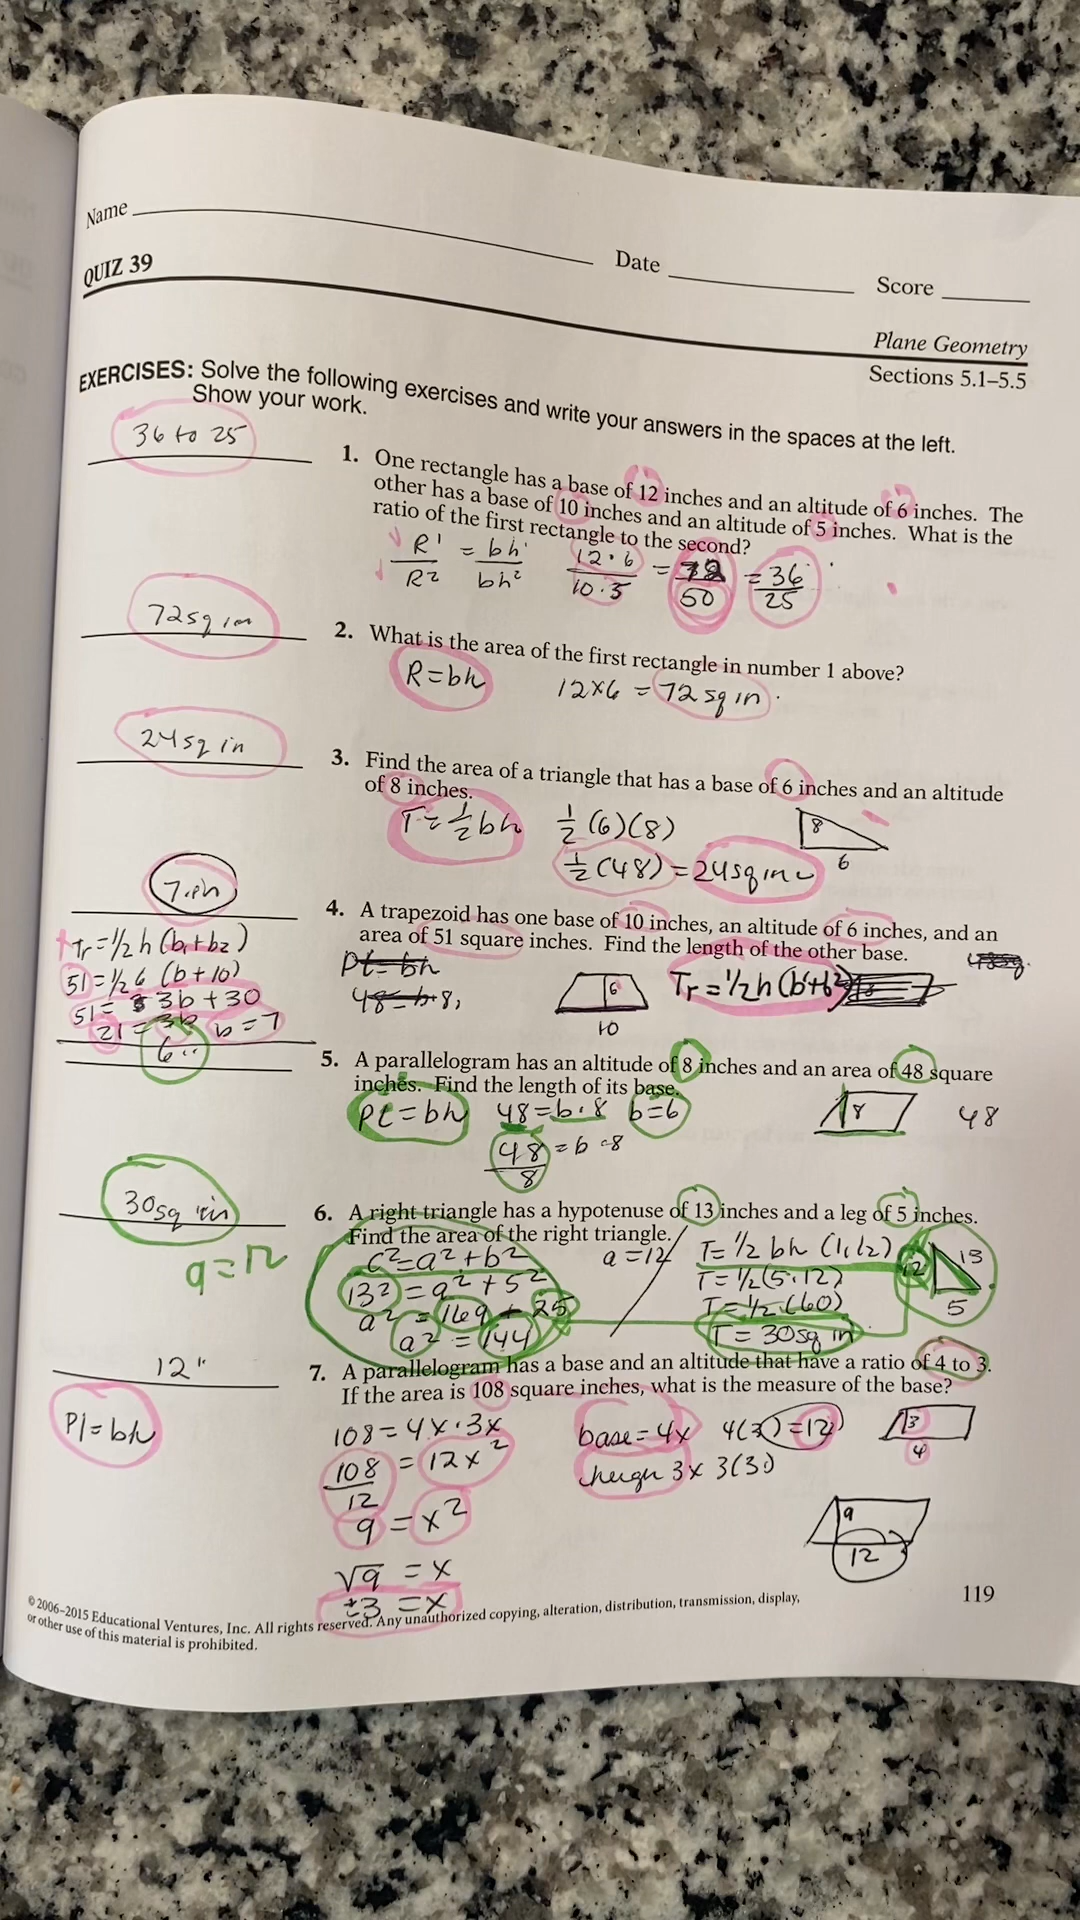 Name
Date
Score
QUIZ 39
Plane Geometry
Sections 5.1–5.5
EXERCISES: Solve the following exercises and write your answers in the spaces at the left.
Show your work.
36 to 25
1. One rectangle has a base of 12 inches and an altitude of 6 inches. The
other has a base of 10 inches and an altitude of 5 inches. What is the
ratio of the first rectangle to the second?
R¹/R² = bh¹/bh² 12·6/10·5 = 72/50 = 36/25
72 sq in
2. What is the area of the first rectangle in number 1 above?
R=bh 12×6 = 72 sq in
24 sq in
3. Find the area of a triangle that has a base of 6 inches and an altitude
of 8 inches.
T=½bh ½(6)(8) 8
½(48) = 24 sq in 6
7 in
4. A trapezoid has one base of 10 inches, an altitude of 6 inches, and an
area of 51 square inches. Find the length of the other base.
Tr=½h(b₁+b₂)
51=½6(b+10)
51=3b+30
21=3b b=7
Pl=bh
48=b·8
6
10
Tr=½h(b¹+b²)
6"
5. A parallelogram has an altitude of 8 inches and an area of 48 square
inches. Find the length of its base.
Pl=bh 48=b·8 b=6 8 48
48/8 = b
30 sq in
a=12
6. A right triangle has a hypotenuse of 13 inches and a leg of 5 inches.
Find the area of the right triangle.
c²=a²+b² a=12 T=½bh (l₁l₂) 12 13
13²=a²+5² T=½(5·12) 5
a²=169-25 T=½(60)
a²=144 T=30 sq in
12"
7. A parallelogram has a base and an altitude that have a ratio of 4 to 3.
If the area is 108 square inches, what is the measure of the base?
Pl=bh
108=4x·3x base=4x 4(3)=12 3
108/12 = 12x² 3x 3(3) 4
9=x² 9
√9 = x 12
±3 = x
119
© 2006–2015 Educational Ventures, Inc. All rights reserved. Any unauthorized copying, alteration, distribution, transmission, display,
or other use of this material is prohibited.